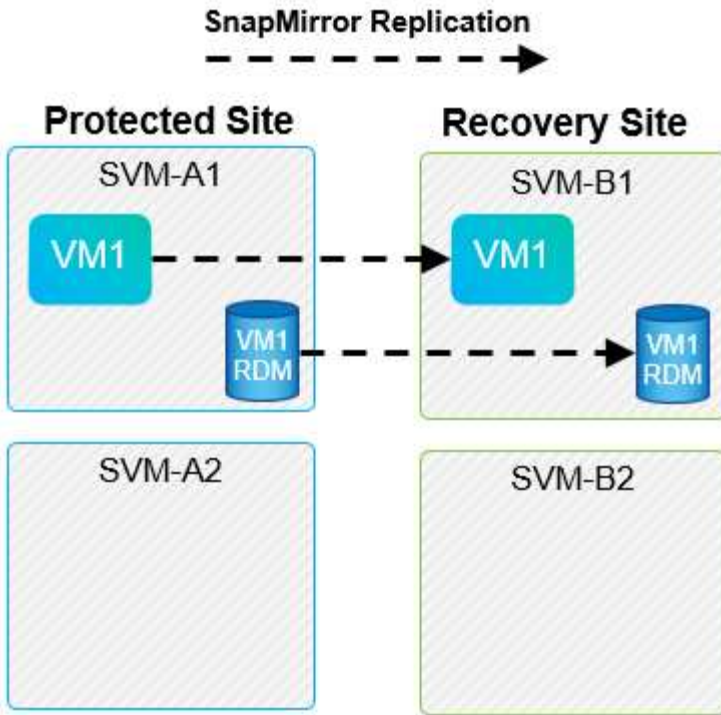 SnapMirror Replication
Protected Site
Recovery Site
SVM-A1
SVM-B1
VM1
VM1
VM1
RDM
VM1
RDM
SVM-A2
SVM-B2